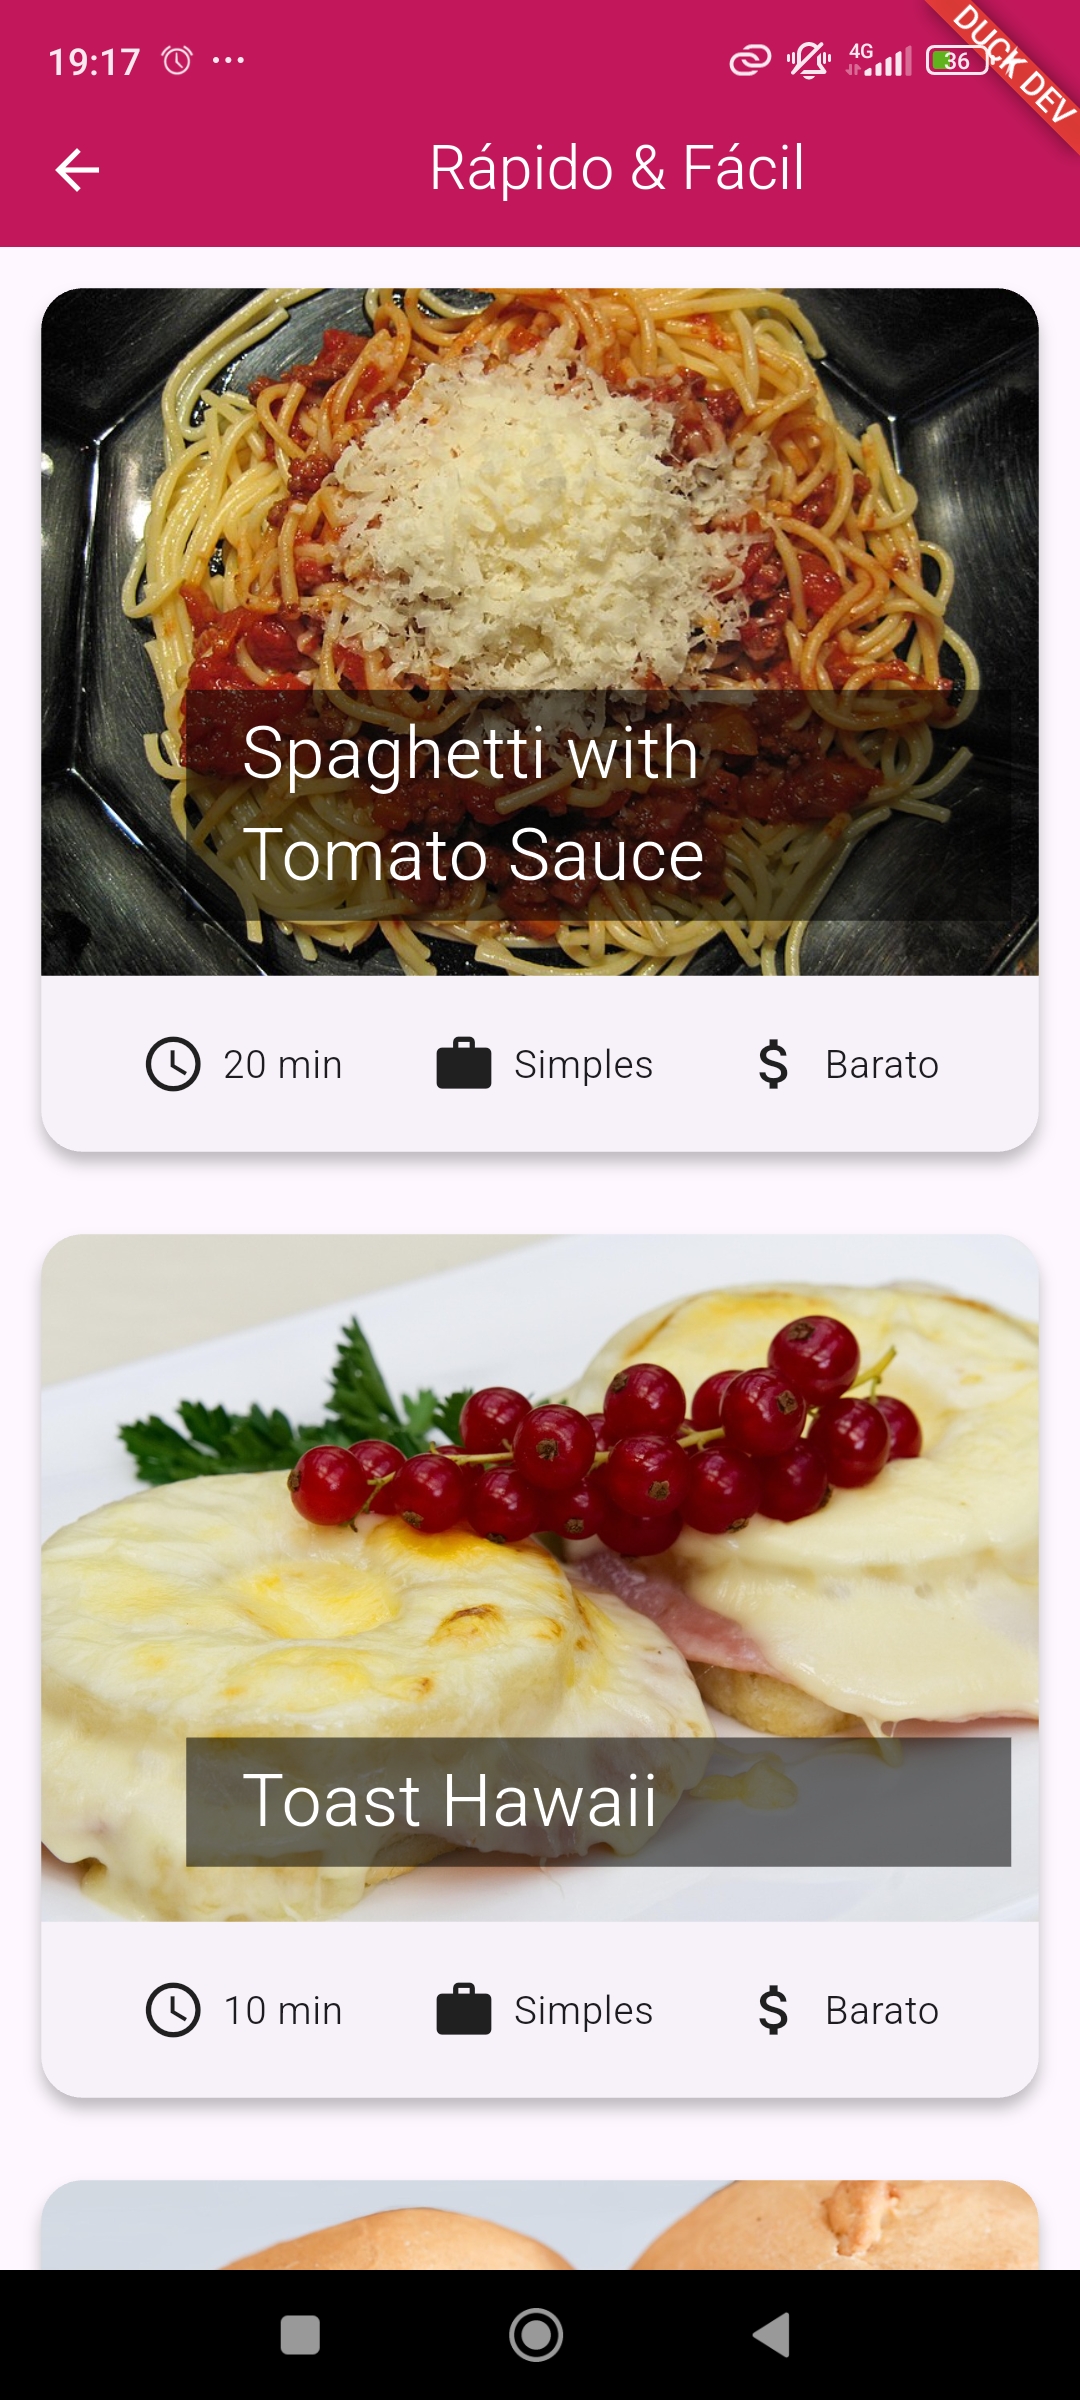 19:17
4G
36
DUCK DEV
Rápido & Fácil
Spaghetti with
Tomato Sauce
20 min
Simples
$
Barato
Toast Hawaii
10 min
Simples
$
Barato